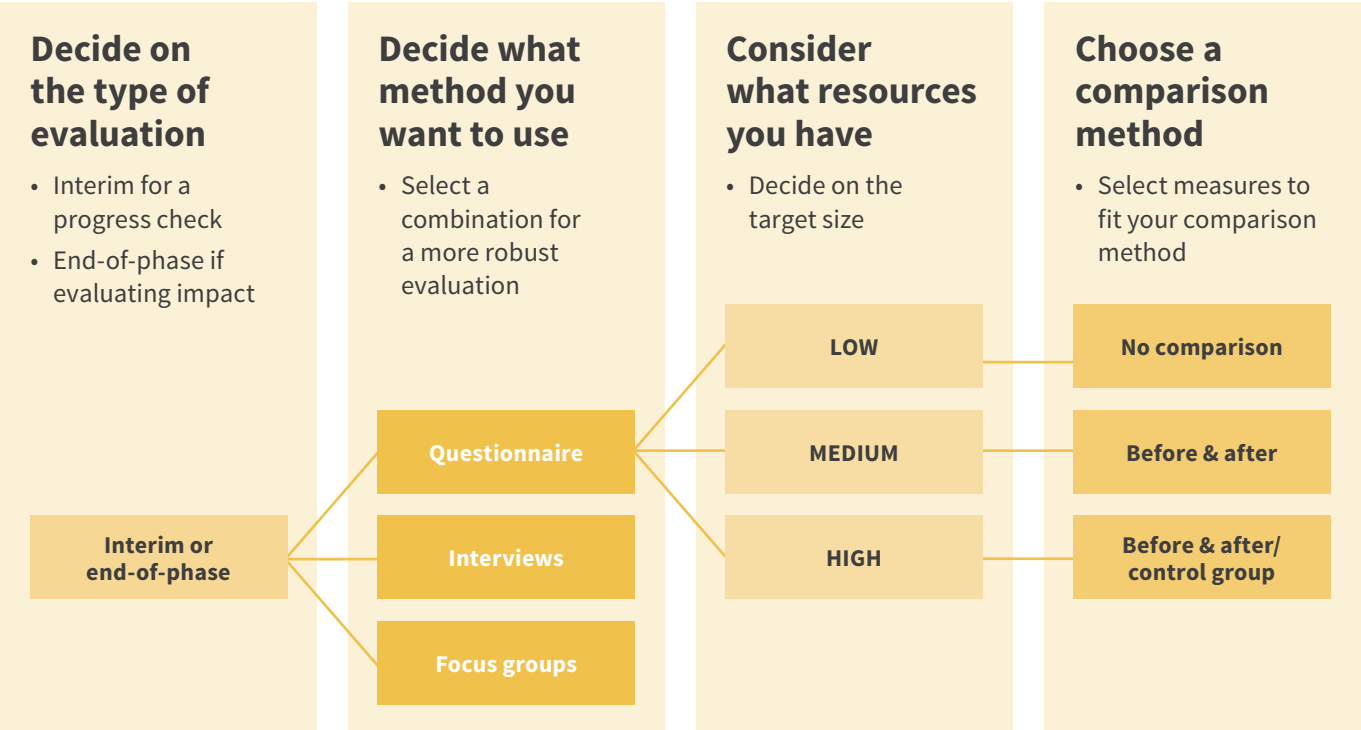 Decide on
the type of
evaluation
• Interim for a
progress check
• End-of-phase if
evaluating impact
Interim or
end-of-phase
Decide what
method you
want to use
• Select a
combination for
a more robust
evaluation
Questionnaire
Interviews
Focus groups
Consider
what resources
you have
• Decide on the
target size
LOW
MEDIUM
HIGH
Choose a
comparison
method
• Select measures to
fit your comparison
method
No comparison
Before & after
Before & after/
control group